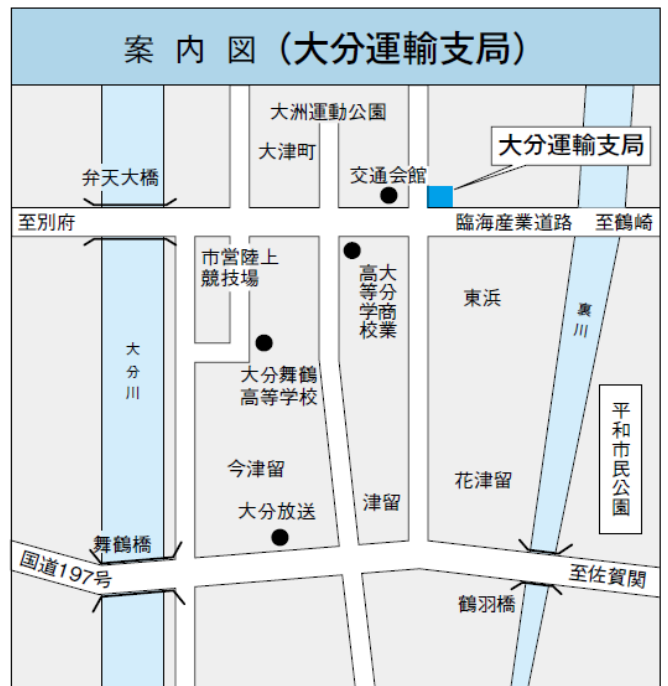 案内図（大分運輸支局）
大洲運動公園
大津町
大分運輸支局
交通会館
弁天大橋
至別府
臨海産業道路
至鶴崎
市営陸上
競技場
大分商業
高等学校
東浜
裏川
大分川
大分舞鶴
高等学校
平和市民公園
今津留
花津留
津留
大分放送
舞鶴橋
国道197号
至佐賀関
鶴羽橋